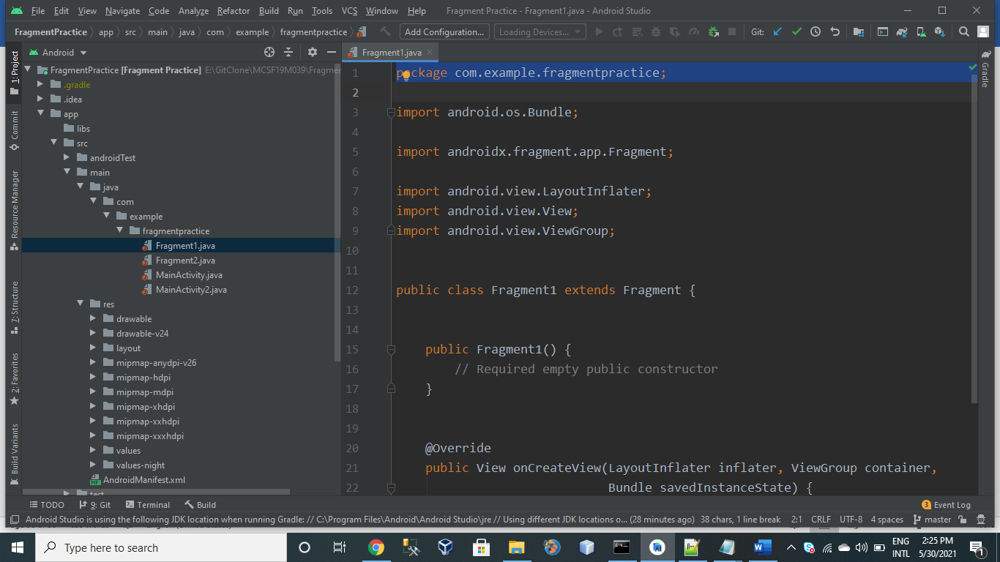 File Edit View Navigate Code Analyze Refactor Build Run Tools VCS Window Help Fragment Practice - Fragment1.java - Android Studio
FragmentPractice app src main java com example fragmentpractice Add Configuration... Loading Devices... Git:
1: Project
Commit
Resource Manager
7: Structure
2: Favorites
Build Variants
Android
FragmentPractice [Fragment Practice] E:\GitClone\MCSF19M039\Fragmen
.gradle
.idea
app
libs
src
androidTest
main
java
com
example
fragmentpractice
Fragment1.java
Fragment2.java
MainActivity.java
MainActivity2.java
res
drawable
drawable-v24
layout
mipmap-anydpi-v26
mipmap-hdpi
mipmap-mdpi
mipmap-xhdpi
mipmap-xxhdpi
mipmap-xxxhdpi
values
values-night
MF AndroidManifest.xml
test
Fragment1.java
1 package com.example.fragmentpractice;
2
3 import android.os.Bundle;
4
5 import androidx.fragment.app.Fragment;
6
7 import android.view.LayoutInflater;
8 import android.view.View;
9 import android.view.ViewGroup;
10
11
12 public class Fragment1 extends Fragment {
13
14
15 public Fragment1() {
16 // Required empty public constructor
17 }
18
19
20 @Override
21 public View onCreateView(LayoutInflater inflater, ViewGroup container,
22 Bundle savedInstanceState) {
Gradle
TODO 9: Git Terminal Build 3 Event Log
Android Studio is using the following JDK location when running Gradle: // C:\Program Files\Android\Android Studio\jre // Using different JDK locations o... (28 minutes ago) 38 chars, 1 line break 2:1 CRLF UTF-8 4 spaces master
Type here to search
ENG
INTL
2:25 PM
5/30/2021
1